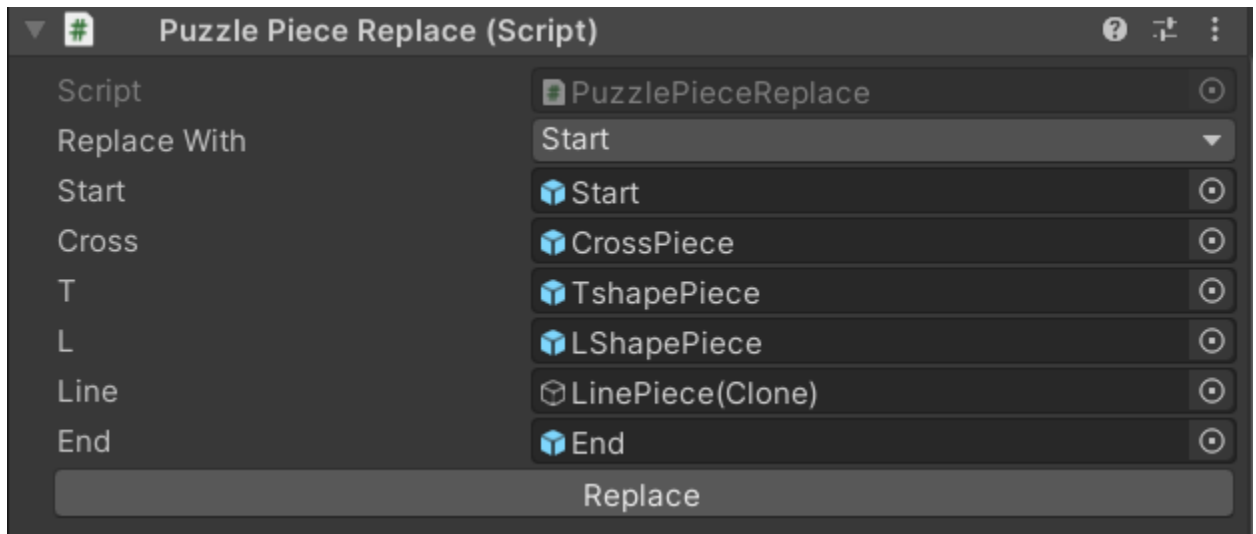 Puzzle Piece Replace (Script)
Script PuzzlePieceReplace
Replace With Start
Start Start
Cross CrossPiece
T TshapePiece
L LShapePiece
Line LinePiece(Clone)
End End
Replace